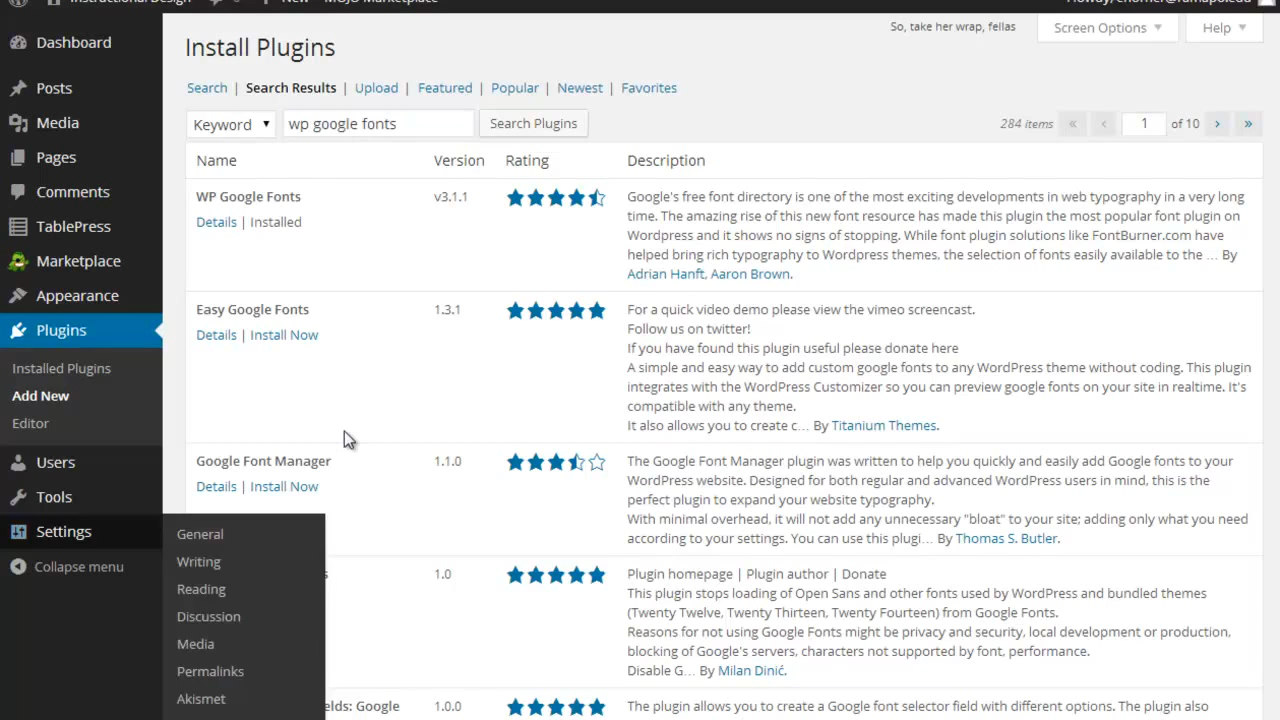 Instructional Design
New
MOJO Marketplace
Dashboard
Posts
Media
Pages
Comments
TablePress
Marketplace
Appearance
Plugins
Installed Plugins
Add New
Editor
Users
Tools
Settings
Collapse menu
General
Writing
Reading
Discussion
Media
Permalinks
Akismet
So, take her wrap, fellas
Screen Options
Help
Install Plugins
Search | Search Results | Upload | Featured | Popular | Newest | Favorites
Keyword wp google fonts Search Plugins 284 items « ‹ 1 of 10 › »
Name Version Rating Description
WP Google Fonts v3.1.1
Details | Installed
Google's free font directory is one of the most exciting developments in web typography in a very long
time. The amazing rise of this new font resource has made this plugin the most popular font plugin on
Wordpress and it shows no signs of stopping. While font plugin solutions like FontBurner.com have
helped bring rich typography to Wordpress themes, the selection of fonts easily available to the … By
Adrian Hanft, Aaron Brown.
Easy Google Fonts 1.3.1
Details | Install Now
For a quick video demo please view the vimeo screencast.
Follow us on twitter!
If you have found this plugin useful please donate here
A simple and easy way to add custom google fonts to any WordPress theme without coding. This plugin
integrates with the WordPress Customizer so you can preview google fonts on your site in realtime. It's
compatible with any theme.
It also allows you to create c… By Titanium Themes.
Google Font Manager 1.1.0
Details | Install Now
The Google Font Manager plugin was written to help you quickly and easily add Google fonts to your
WordPress website. Designed for both regular and advanced WordPress users in mind, this is the
perfect plugin to expand your website typography.
With minimal overhead, it will not add any unnecessary "bloat" to your site; adding only what you need
according to your settings. You can use this plugi… By Thomas S. Butler.
1.0
Plugin homepage | Plugin author | Donate
This plugin stops loading of Open Sans and other fonts used by WordPress and bundled themes
(Twenty Twelve, Twenty Thirteen, Twenty Fourteen) from Google Fonts.
Reasons for not using Google Fonts might be privacy and security, local development or production,
blocking of Google's servers, characters not supported by font, performance.
Disable G… By Milan Dinić.
elds: Google 1.0.0
The plugin allows you to create a Google font selector field with different options. The plugin also